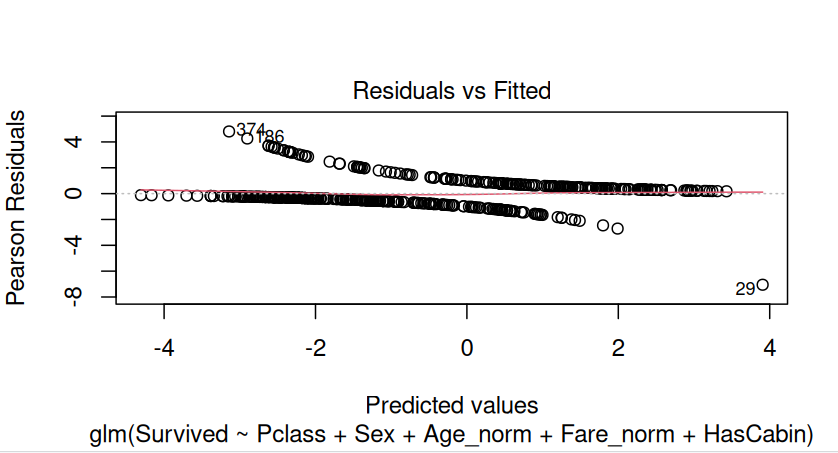 Residuals vs Fitted
Pearson Residuals
4
0
-4
-8
374
186
29
-4 -2 0 2 4
Predicted values
glm(Survived ~ Pclass + Sex + Age_norm + Fare_norm + HasCabin)